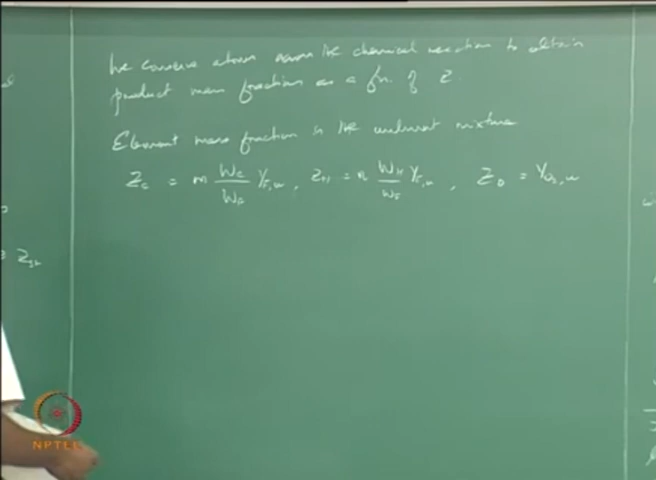 We conserve atoms across the chemical reaction to obtain
product mass fractions as a fn. of Z.
Element mass fraction in the unburnt mixture
Z_C = m W_C/W_F Y_F,u , Z_H = n W_H/W_F Y_F,u , Z_O = Y_O2,u
Z_st
NPTEL